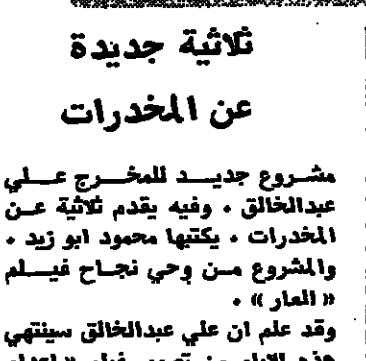 ثلاثية جديدة
عن المخدرات
مشروع جديد للمخرج علي
عبدالخالق . وفيه يقدم ثلاثية عن
المخدرات . يكتبها محمود ابو زيد .
والمشروع من وحي نجاح فيلم
« العار » .
وقد علم ان علي عبدالخالق سينتهي